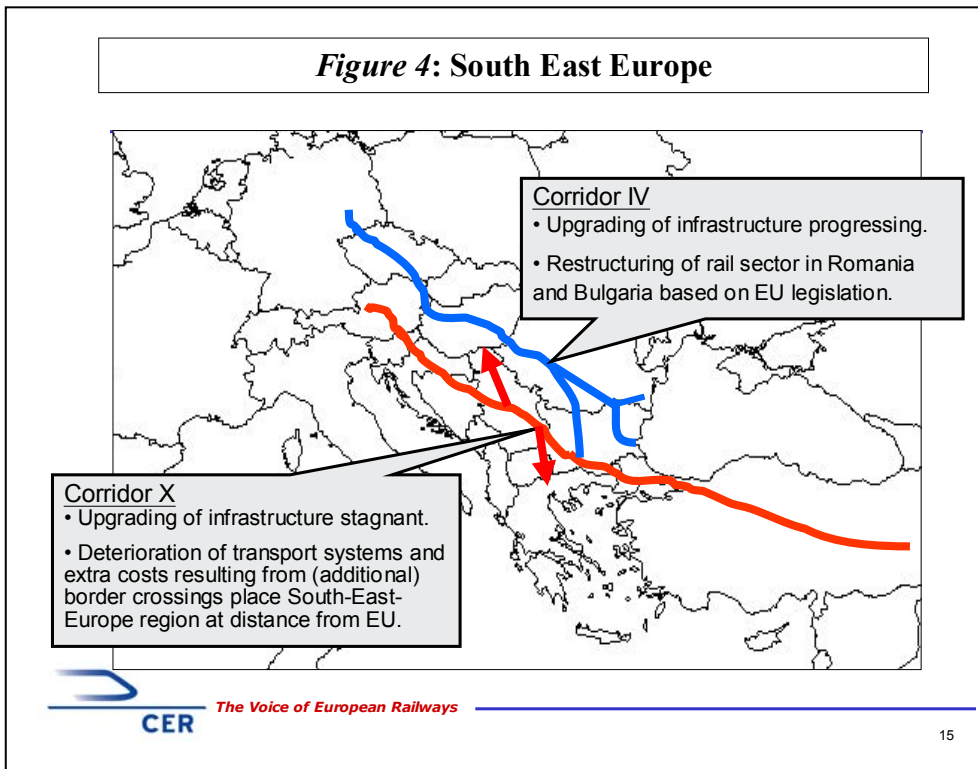 Figure 4: South East Europe
Corridor IV
• Upgrading of infrastructure progressing.
• Restructuring of rail sector in Romania
and Bulgaria based on EU legislation.
Corridor X
• Upgrading of infrastructure stagnant.
• Deterioration of transport systems and
extra costs resulting from (additional)
border crossings place South-East-
Europe region at distance from EU.
CER
The Voice of European Railways
15